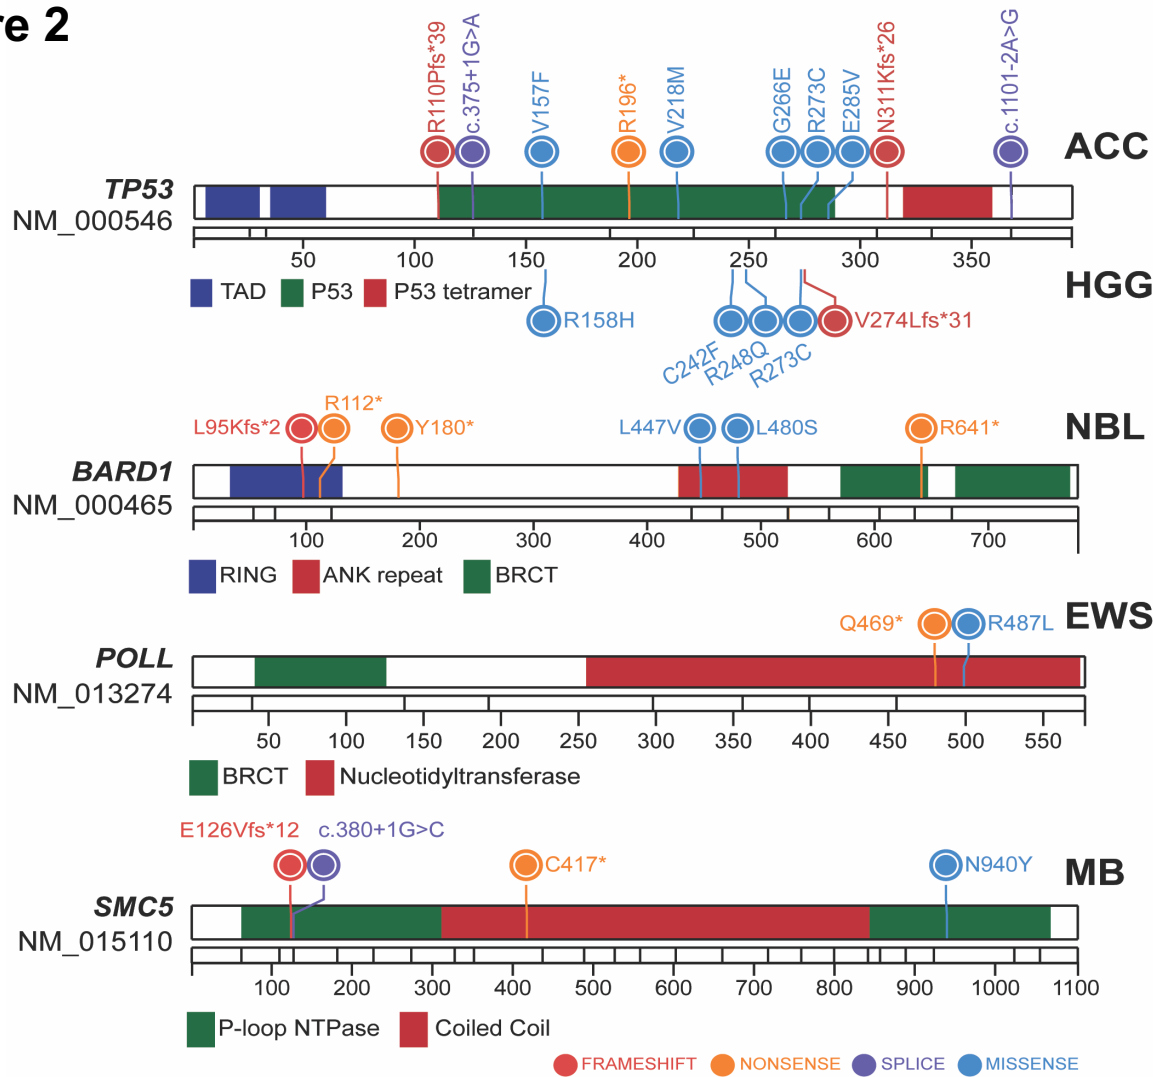 re 2
R110Pfs*39 c.375+1G>A V157F R196* V218M G266E R273C E285V N311Kfs*26 c.1101-2A>G
ACC
TP53
NM_000546
50 100 150 200 250 300 350
HGG
TAD P53 P53 tetramer
R158H V274Lfs*31
C242F R248Q R273C
R112*
L95Kfs*2 Y180* L447V L480S R641* NBL
BARD1
NM_000465
100 200 300 400 500 600 700
RING ANK repeat BRCT
Q469* R487L EWS
POLL
NM_013274
50 100 150 200 250 300 350 400 450 500 550
BRCT Nucleotidyltransferase
E126Vfs*12 c.380+1G>C
C417* N940Y MB
SMC5
NM_015110
100 200 300 400 500 600 700 800 900 1000 1100
P-loop NTPase Coiled Coil
FRAMESHIFT NONSENSE SPLICE MISSENSE